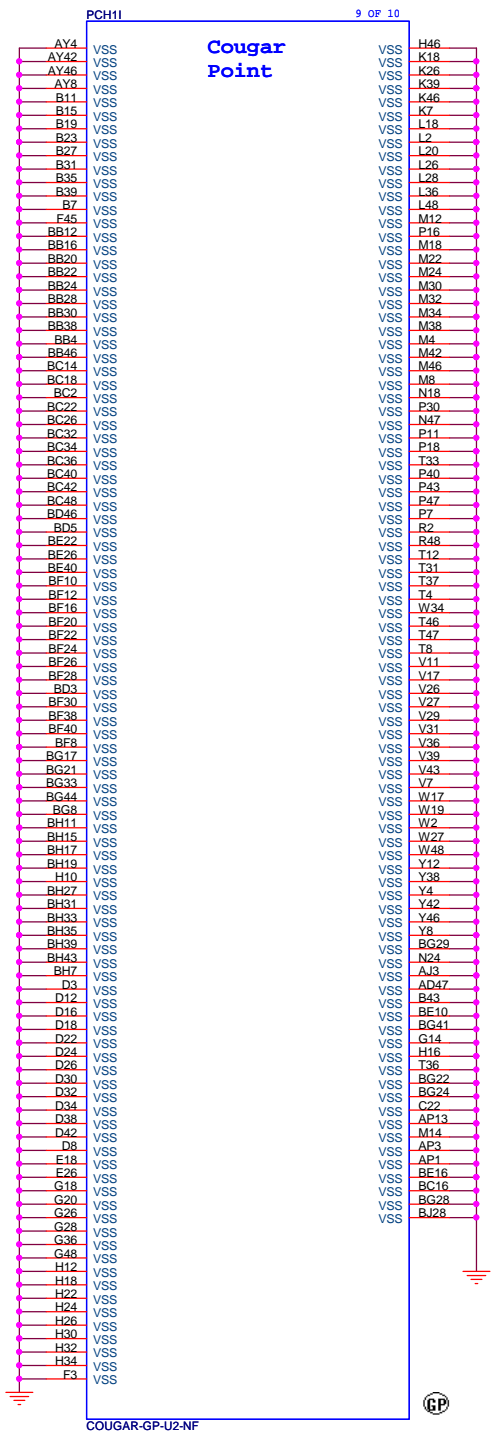 PCH1I 9 OF 10
Cougar
Point
AY4 VSS VSS H46
AY42 VSS VSS K18
AY46 VSS VSS K26
AY8 VSS VSS K39
B11 VSS VSS K46
B15 VSS VSS K7
B19 VSS VSS L18
B23 VSS VSS L2
B27 VSS VSS L20
B31 VSS VSS L26
B35 VSS VSS L28
B39 VSS VSS L36
B7 VSS VSS L48
F45 VSS VSS M12
BB12 VSS VSS P16
BB16 VSS VSS M18
BB20 VSS VSS M22
BB22 VSS VSS M24
BB24 VSS VSS M30
BB28 VSS VSS M32
BB30 VSS VSS M34
BB38 VSS VSS M38
BB4 VSS VSS M4
BB46 VSS VSS M42
BC14 VSS VSS M46
BC18 VSS VSS M8
BC2 VSS VSS N18
BC22 VSS VSS P30
BC26 VSS VSS N47
BC32 VSS VSS P11
BC34 VSS VSS P18
BC36 VSS VSS T33
BC40 VSS VSS P40
BC42 VSS VSS P43
BC48 VSS VSS P47
BD46 VSS VSS P7
BD5 VSS VSS R2
BE22 VSS VSS R48
BE26 VSS VSS T12
BE40 VSS VSS T31
BF10 VSS VSS T37
BF12 VSS VSS T4
BF16 VSS VSS W34
BF20 VSS VSS T46
BF22 VSS VSS T47
BF24 VSS VSS T8
BF26 VSS VSS V11
BF28 VSS VSS V17
BD3 VSS VSS V26
BF30 VSS VSS V27
BF38 VSS VSS V29
BF40 VSS VSS V31
BF8 VSS VSS V36
BG17 VSS VSS V39
BG21 VSS VSS V43
BG33 VSS VSS V7
BG44 VSS VSS W17
BG8 VSS VSS W19
BH11 VSS VSS W2
BH15 VSS VSS W27
BH17 VSS VSS W48
BH19 VSS VSS Y12
H10 VSS VSS Y38
BH27 VSS VSS Y4
BH31 VSS VSS Y42
BH33 VSS VSS Y46
BH35 VSS VSS Y8
BH39 VSS VSS BG29
BH43 VSS VSS N24
BH7 VSS VSS AJ3
D3 VSS VSS AD47
D12 VSS VSS B43
D16 VSS VSS BE10
D18 VSS VSS BG41
D22 VSS VSS G14
D24 VSS VSS H16
D26 VSS VSS T36
D30 VSS VSS BG22
D32 VSS VSS BG24
D34 VSS VSS C22
D38 VSS VSS AP13
D42 VSS VSS M14
D8 VSS VSS AP3
E18 VSS VSS AP1
E26 VSS VSS BE16
G18 VSS VSS BC16
G20 VSS VSS BG28
G26 VSS VSS BJ28
G28 VSS
G36 VSS
G48 VSS
H12 VSS
H18 VSS
H22 VSS
H24 VSS
H26 VSS
H30 VSS
H32 VSS
H34 VSS
F3 VSS
GP
COUGAR-GP-U2-NF